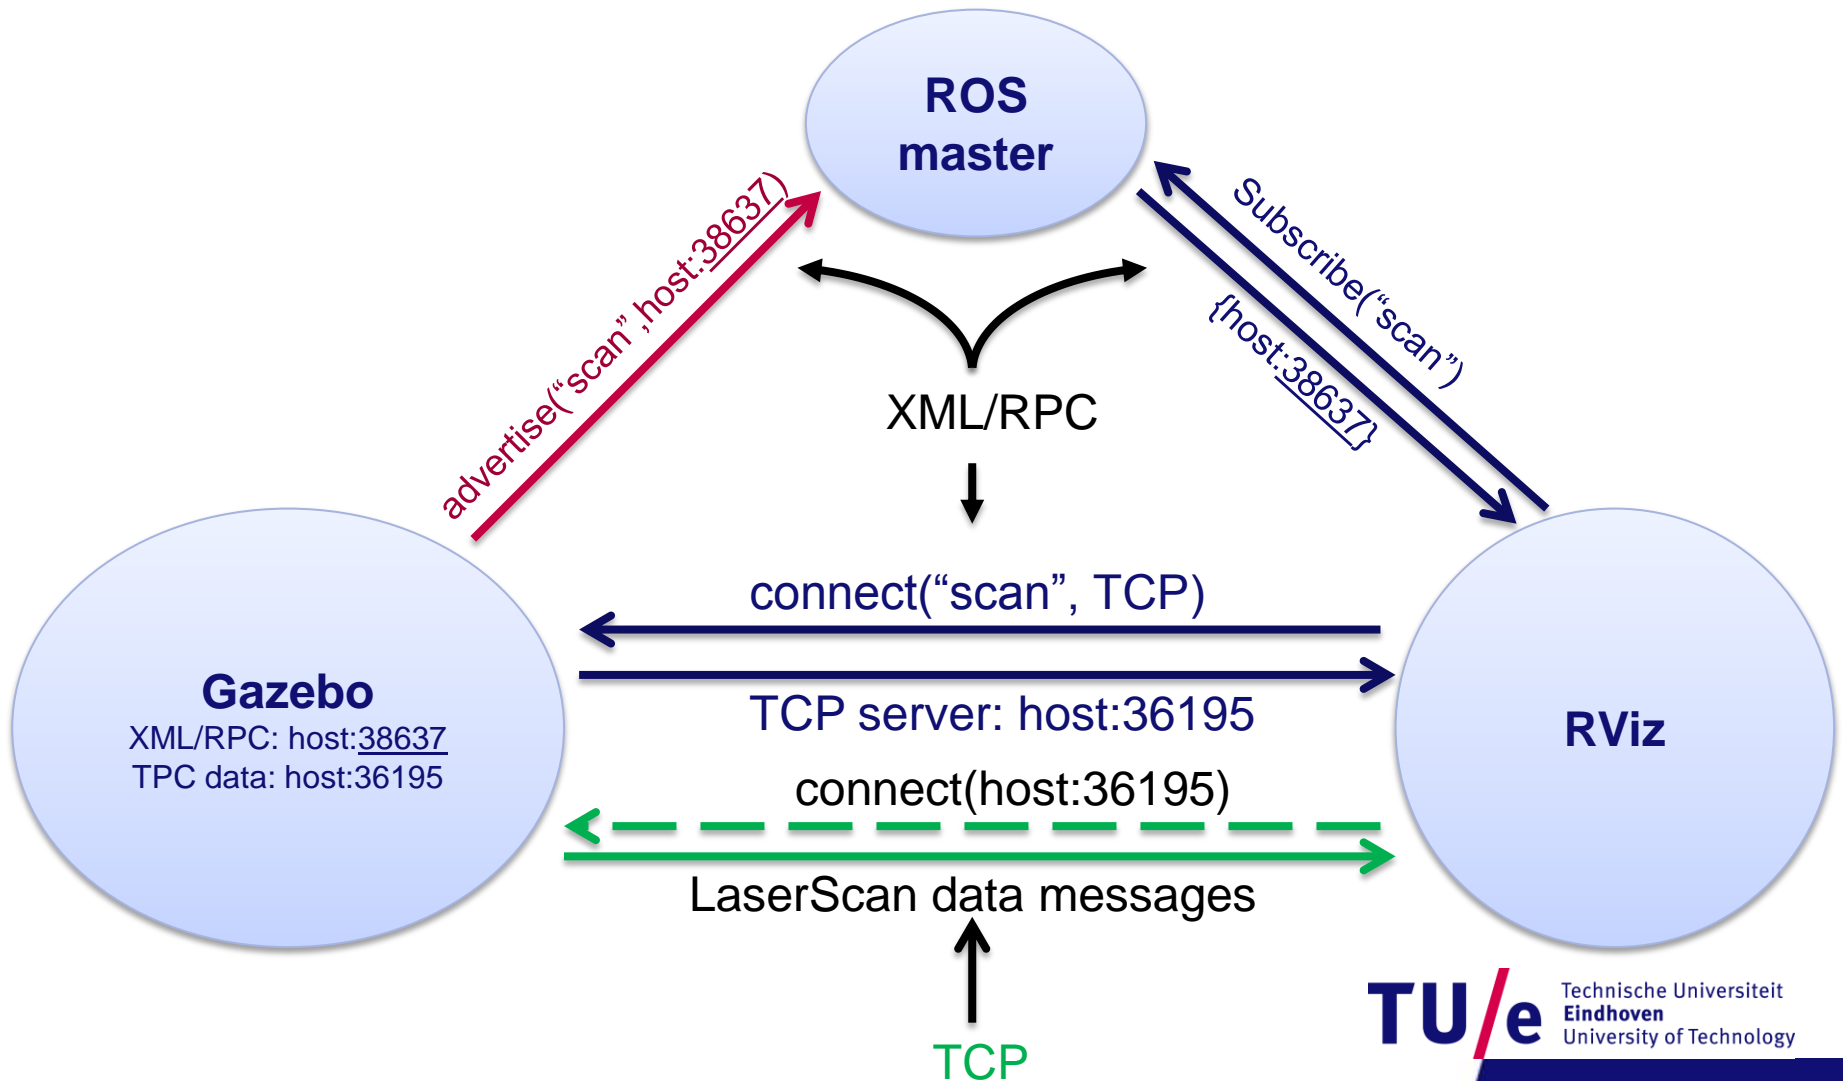 ROS
master
advertise(“scan”,host:38637)
Subscribe(“scan”)
{host:38637}
XML/RPC
connect(“scan”, TCP)
TCP server: host:36195
Gazebo
XML/RPC: host:38637
TPC data: host:36195
RViz
connect(host:36195)
LaserScan data messages
TCP
TU/e
Technische Universiteit
Eindhoven
University of Technology